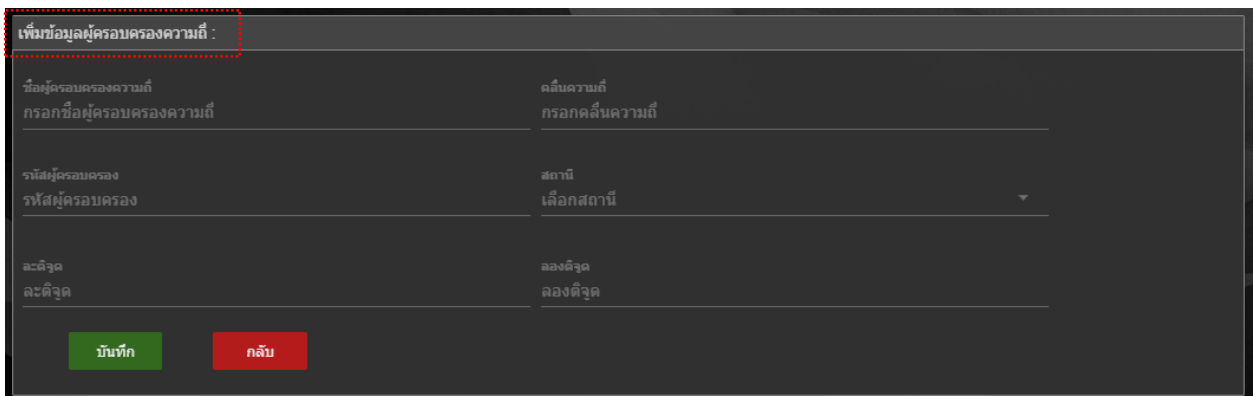 เพิ่มข้อมูลผู้ครอบครองความถี่ :
ชื่อผู้ครอบครองความถี่
คลื่นความถี่
กรอกชื่อผู้ครอบครองความถี่
กรอกคลื่นความถี่
รหัสผู้ครอบครอง
สถานี
รหัสผู้ครอบครอง
เลือกสถานี
ละติจูด
ลองติจูด
ละติจูด
ลองติจูด
บันทึก
กลับ